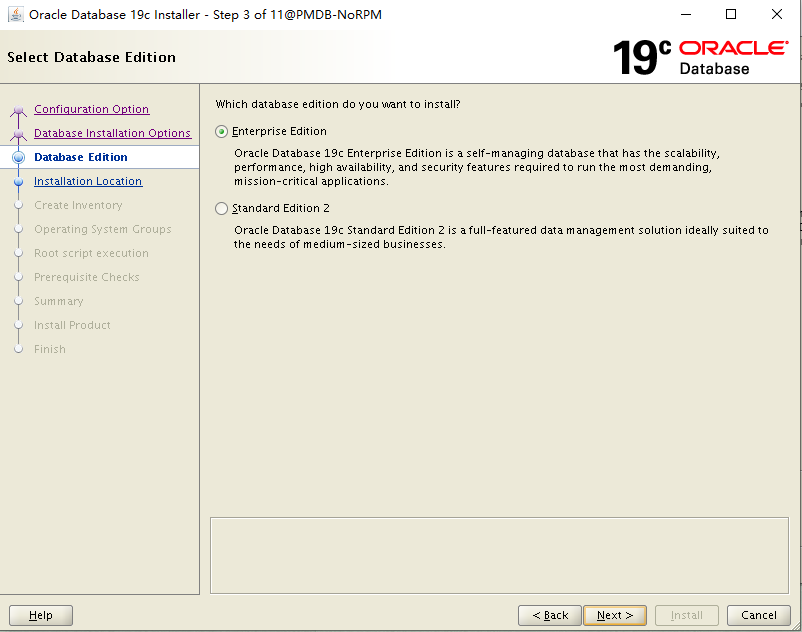 Oracle Database 19c Installer - Step 3 of 11@PMDB-NoRPM
Select Database Edition
19c ORACLE
Database
Configuration Option
Database Installation Options
Database Edition
Installation Location
Create Inventory
Operating System Groups
Root script execution
Prerequisite Checks
Summary
Install Product
Finish
Which database edition do you want to install?
Enterprise Edition
Oracle Database 19c Enterprise Edition is a self-managing database that has the scalability,
performance, high availability, and security features required to run the most demanding,
mission-critical applications.
Standard Edition 2
Oracle Database 19c Standard Edition 2 is a full-featured data management solution ideally suited to
the needs of medium-sized businesses.
Help
< Back
Next >
Install
Cancel